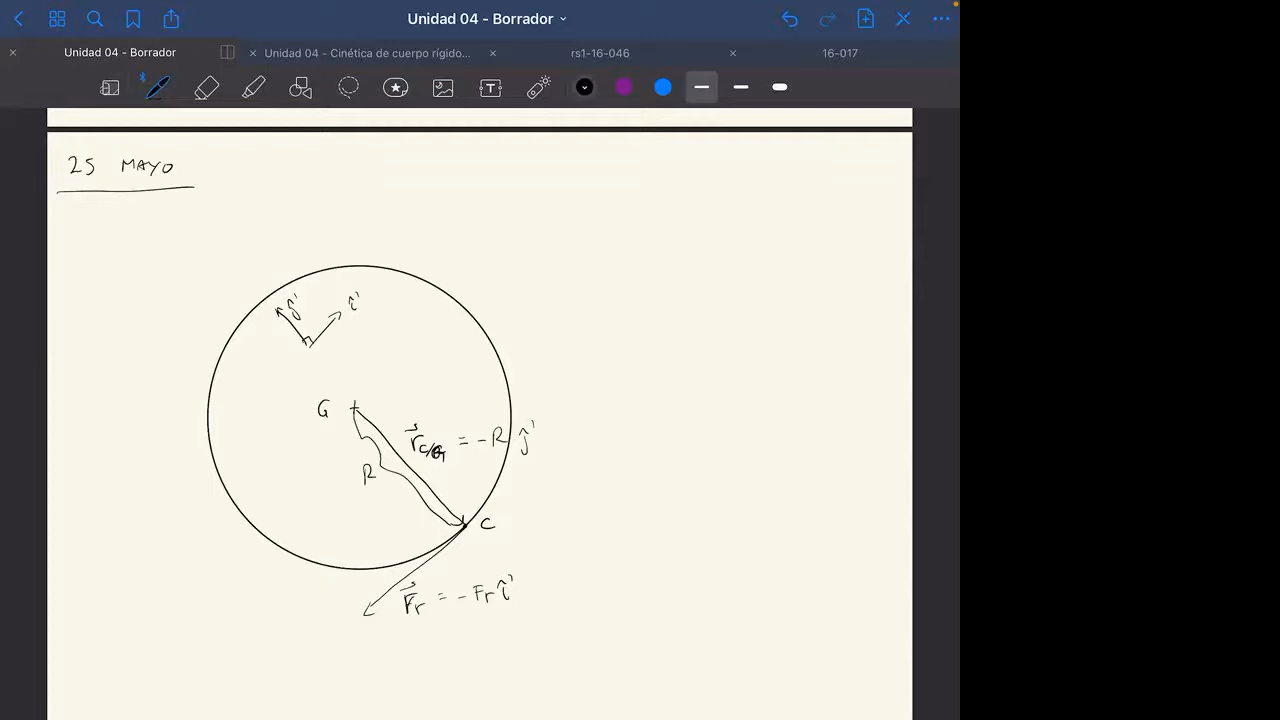 Unidad 04 - Borrador
Unidad 04 - Borrador
Unidad 04 - Cinética de cuerpo rígido...
rs1-16-046
16-017
25 MAYO
ĵ' î'
G
r⃗C/G = -R ĵ'
R
C
F⃗r = -Fr î'